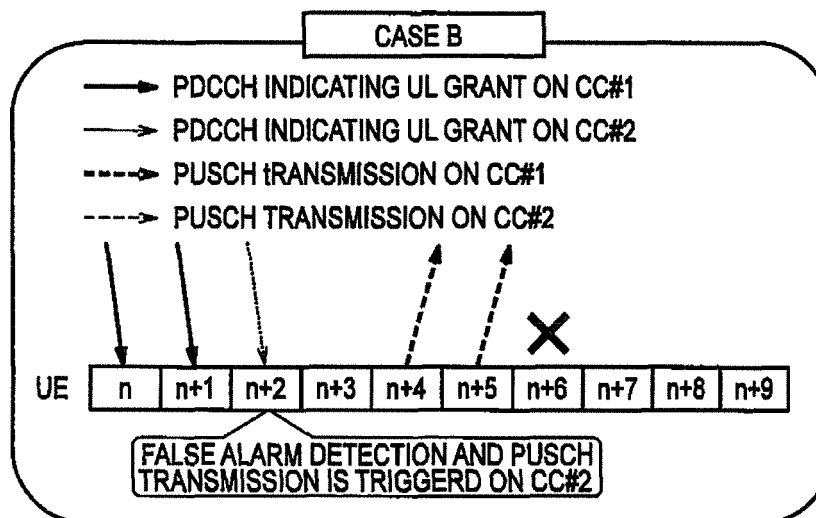 CASE B
PDCCH INDICATING UL GRANT ON CC#1
PDCCH INDICATING UL GRANT ON CC#2
PUSCH tRANSMISSION ON CC#1
PUSCH TRANSMISSION ON CC#2
UE n n+1 n+2 n+3 n+4 n+5 n+6 n+7 n+8 n+9
FALSE ALARM DETECTION AND PUSCH
TRANSMISSION IS TRIGGERD ON CC#2